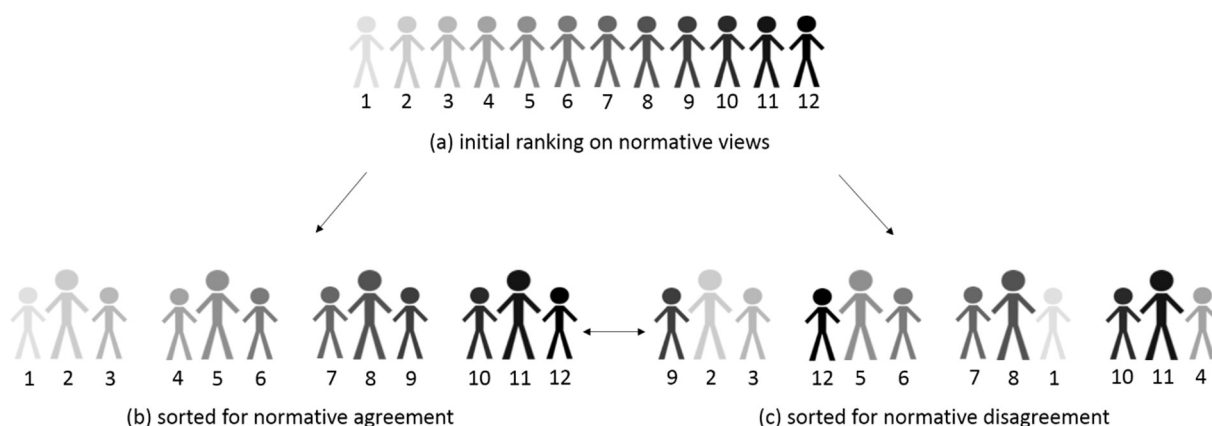 1 2 3 4 5 6 7 8 9 10 11 12
(a) initial ranking on normative views
1 2 3 4 5 6 7 8 9 10 11 12 9 2 3 12 5 6 7 8 1 10 11 4
(b) sorted for normative agreement (c) sorted for normative disagreement